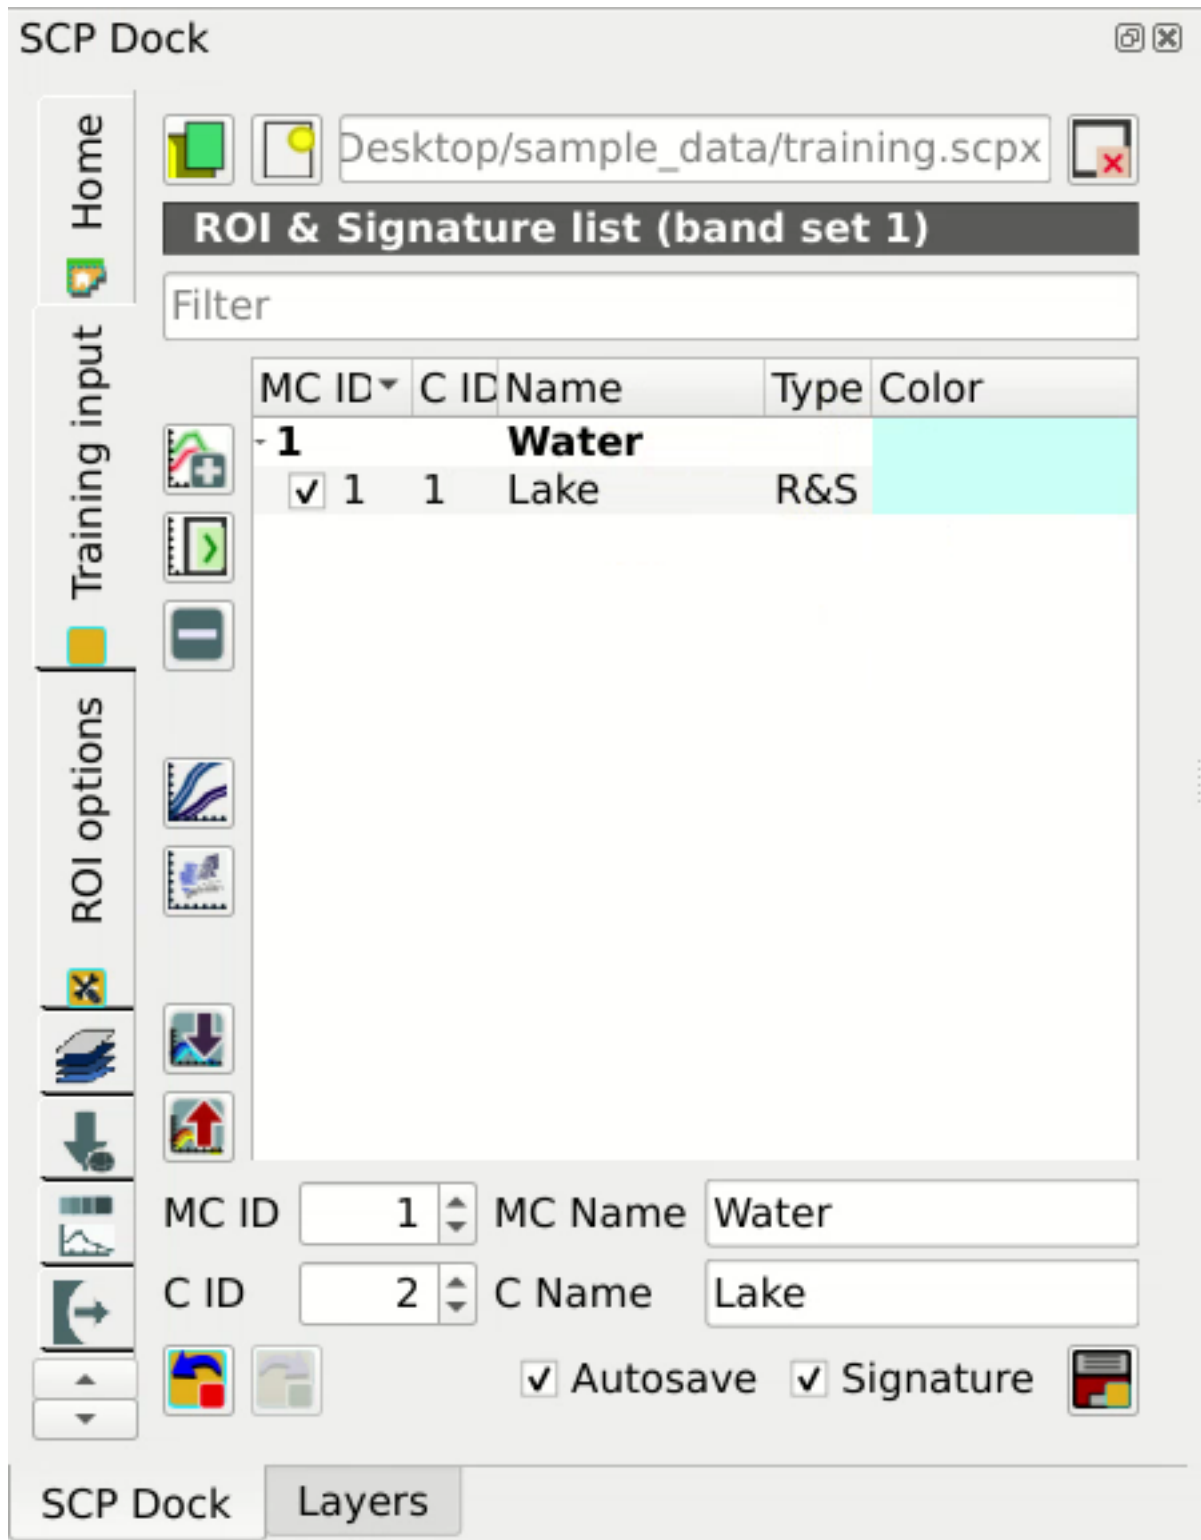 SCP Dock
Home
Training input
ROI options
Desktop/sample_data/training.scpx
ROI & Signature list (band set 1)
Filter
MC ID C ID Name Type Color
1 Water
1 1 Lake R&S
MC ID 1 MC Name Water
C ID 2 C Name Lake
Autosave Signature
SCP Dock Layers